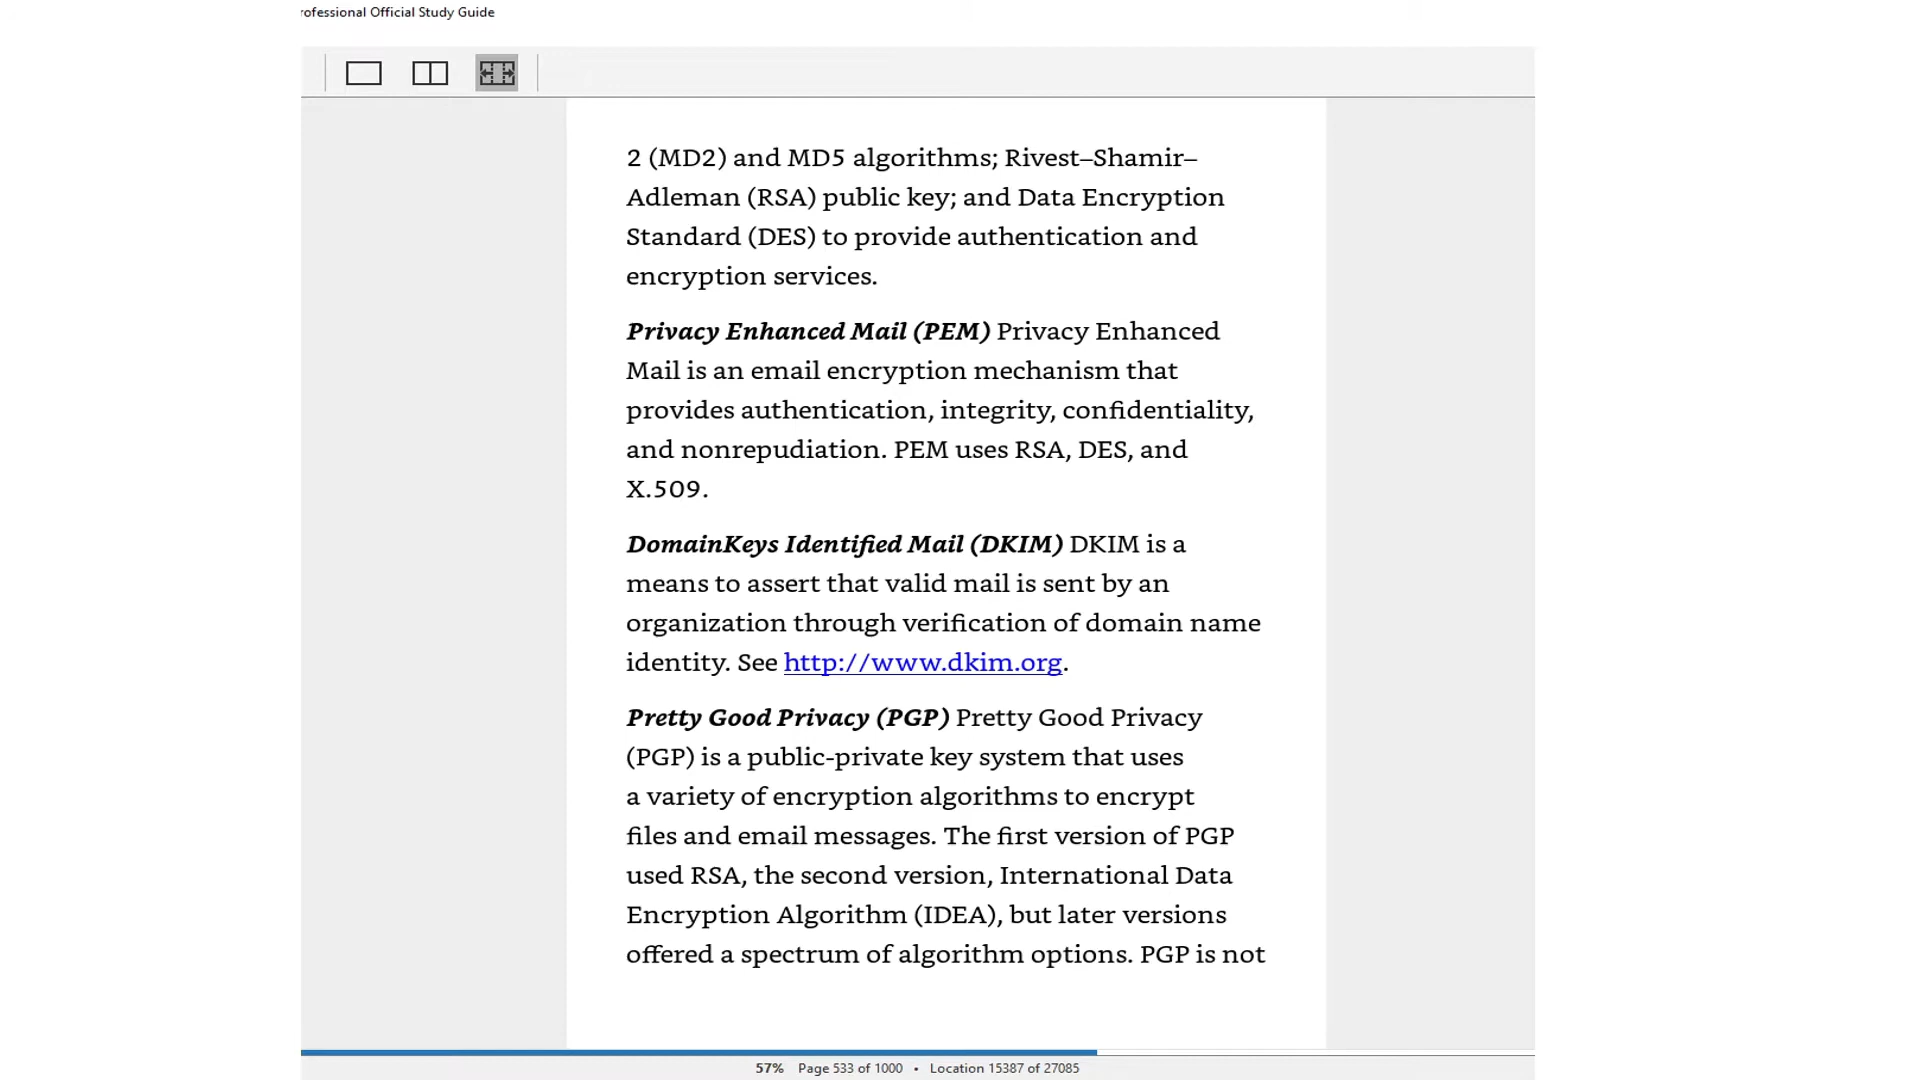 rofessional Official Study Guide
2 (MD2) and MD5 algorithms; Rivest–Shamir–
Adleman (RSA) public key; and Data Encryption
Standard (DES) to provide authentication and
encryption services.
Privacy Enhanced Mail (PEM) Privacy Enhanced
Mail is an email encryption mechanism that
provides authentication, integrity, confidentiality,
and nonrepudiation. PEM uses RSA, DES, and
X.509.
DomainKeys Identified Mail (DKIM) DKIM is a
means to assert that valid mail is sent by an
organization through verification of domain name
identity. See http://www.dkim.org.
Pretty Good Privacy (PGP) Pretty Good Privacy
(PGP) is a public-private key system that uses
a variety of encryption algorithms to encrypt
files and email messages. The first version of PGP
used RSA, the second version, International Data
Encryption Algorithm (IDEA), but later versions
offered a spectrum of algorithm options. PGP is not
57% Page 533 of 1000 • Location 15387 of 27085